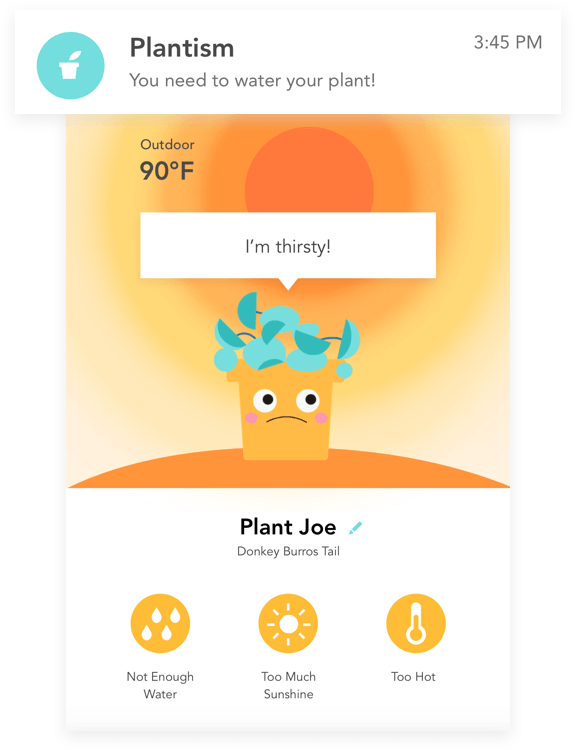 Plantism
3:45 PM
You need to water your plant!
Outdoor
90°F
I'm thirsty!
Plant Joe
Donkey Burros Tail
Not Enough
Water
Too Much
Sunshine
Too Hot